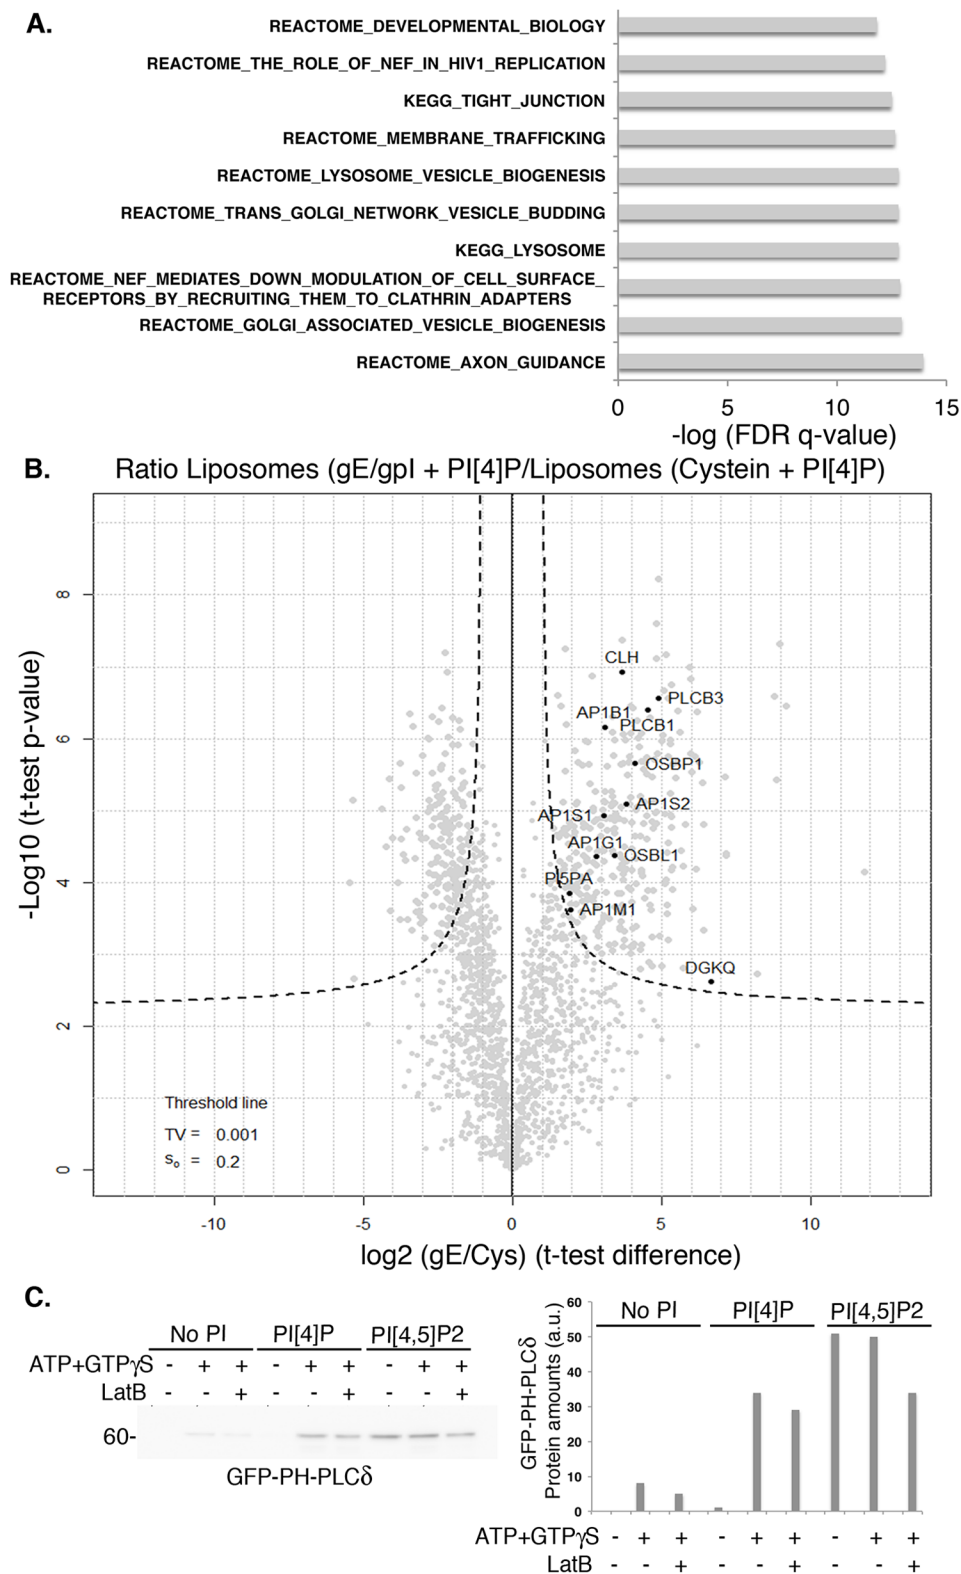 A.
REACTOME_DEVELOPMENTAL_BIOLOGY
REACTOME_THE_ROLE_OF_NEF_IN_HIV1_REPLICATION
KEGG_TIGHT_JUNCTION
REACTOME_MEMBRANE_TRAFFICKING
REACTOME_LYSOSOME_VESICLE_BIOGENESIS
REACTOME_TRANS_GOLGI_NETWORK_VESICLE_BUDDING
KEGG_LYSOSOME
REACTOME_NEF_MEDIATES_DOWN_MODULATION_OF_CELL_SURFACE_
RECEPTORS_BY_RECRUITING_THEM_TO_CLATHRIN_ADAPTERS
REACTOME_GOLGI_ASSOCIATED_VESICLE_BIOGENESIS
REACTOME_AXON_GUIDANCE
0 5 10 15
-log (FDR q-value)
B.
Ratio Liposomes (gE/gpI + PI[4]P/Liposomes (Cystein + PI[4]P)
-Log10 (t-test p-value)
8
6
4
2
0
CLH
PLCB3
AP1B1
PLCB1
OSBP1
AP1S2
AP1S1
AP1G1
OSBL1
PI5PA
AP1M1
DGKQ
Threshold line
TV = 0.001
s₀ = 0.2
-10 -5 0 5 10
log2 (gE/Cys) (t-test difference)
C.
No PI PI[4]P PI[4,5]P2
ATP+GTPγS - + + - + + - + +
LatB - - + - - + - - +
60-
GFP-PH-PLCδ
GFP-PH-PLCδ
Protein amounts (a.u.)
60
50
40
30
20
10
0
No PI PI[4]P PI[4,5]P2
ATP+GTPγS - + + - + + - + +
LatB - - + - - + - - +